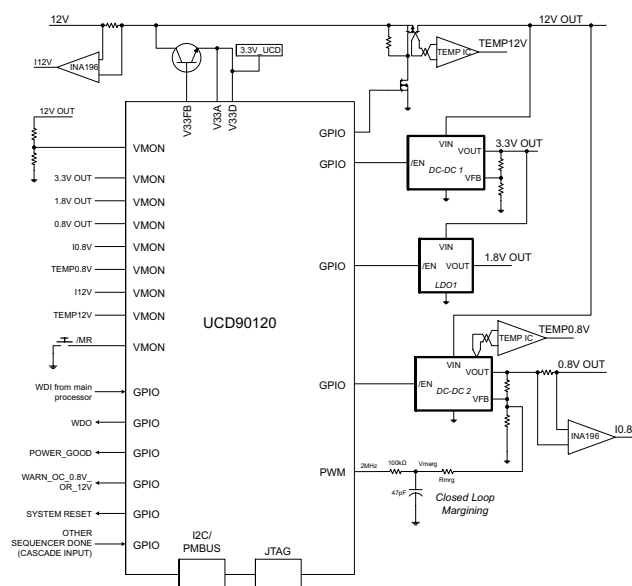 12V
12V OUT
I12V
INA196
3.3V_UCD
TEMP IC
TEMP12V
V33FB
V33A
V33D
12V OUT
VMON
3.3V OUT
VMON
1.8V OUT
VMON
0.8V OUT
VMON
I0.8V
VMON
TEMP0.8V
VMON
I12V
VMON
TEMP12V
VMON
/MR
VMON
WDI from main
processor
GPIO
WDO
GPIO
POWER_GOOD
GPIO
WARN_OC_0.8V_
OR_12V
GPIO
SYSTEM RESET
GPIO
OTHER
SEQUENCER DONE
(CASCADE INPUT)
GPIO
UCD90120
I2C/
PMBUS
JTAG
GPIO
GPIO
GPIO
GPIO
PWM
VIN
/EN
VOUT
VFB
DC-DC 1
3.3V OUT
VIN
/EN
VOUT
LDO1
1.8V OUT
TEMP IC
TEMP0.8V
VIN
/EN
VOUT
VFB
DC-DC 2
0.8V OUT
INA196
I0.8
2MHz
100kΩ
Vmarg
Rmrg
47pF
Closed Loop
Margining